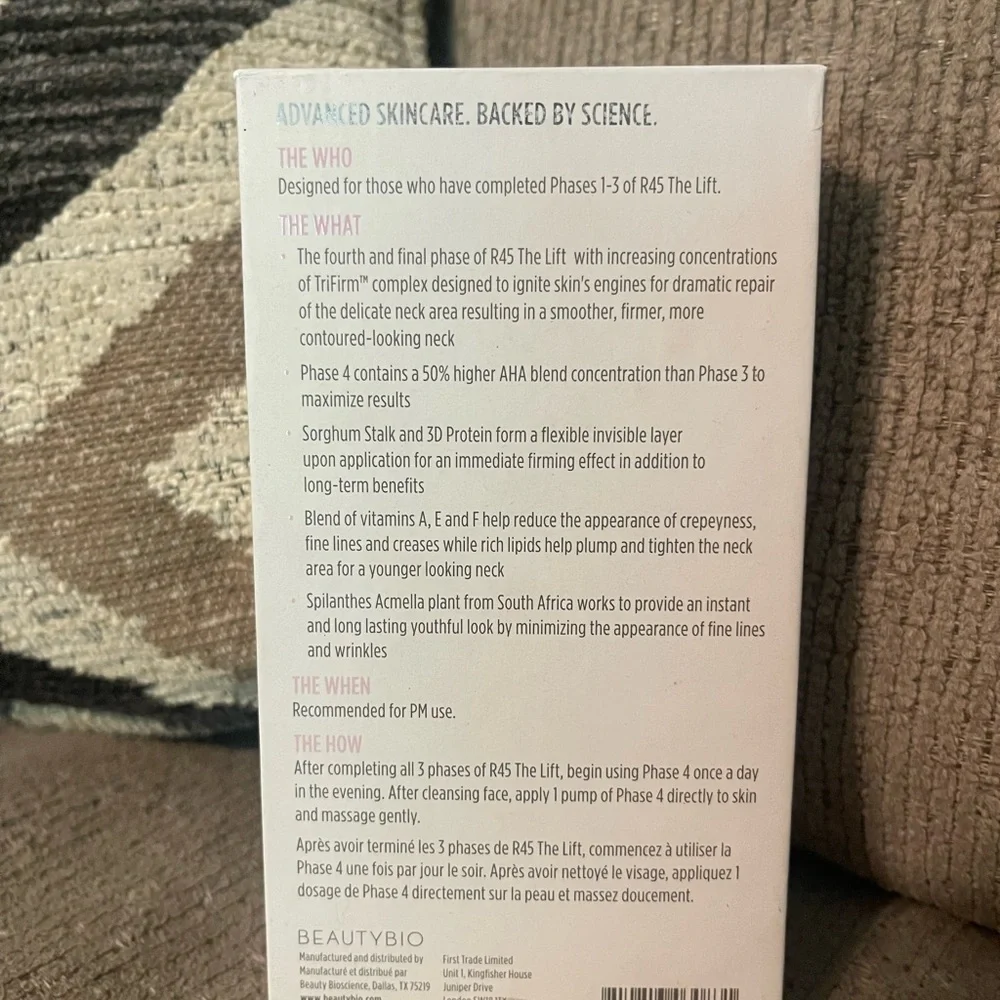 ADVANCED SKINCARE. BACKED BY SCIENCE.
THE WHO
Designed for those who have completed Phases 1-3 of R45 The Lift.
THE WHAT
· The fourth and final phase of R45 The Lift with increasing concentrations
of TriFirm™ complex designed to ignite skin's engines for dramatic repair
of the delicate neck area resulting in a smoother, firmer, more
contoured-looking neck
· Phase 4 contains a 50% higher AHA blend concentration than Phase 3 to
maximize results
· Sorghum Stalk and 3D Protein form a flexible invisible layer
upon application for an immediate firming effect in addition to
long-term benefits
· Blend of vitamins A, E and F help reduce the appearance of crepeyness,
fine lines and creases while rich lipids help plump and tighten the neck
area for a younger looking neck
· Spilanthes Acmella plant from South Africa works to provide an instant
and long lasting youthful look by minimizing the appearance of fine lines
and wrinkles
THE WHEN
Recommended for PM use.
THE HOW
After completing all 3 phases of R45 The Lift, begin using Phase 4 once a day
in the evening. After cleansing face, apply 1 pump of Phase 4 directly to skin
and massage gently.
Après avoir terminé les 3 phases de R45 The Lift, commencez à utiliser la
Phase 4 une fois par jour le soir. Après avoir nettoyé le visage, appliquez 1
dosage de Phase 4 directement sur la peau et massez doucement.
BEAUTYBIO
Manufactured and distributed by
Manufacturé et distribué par
Beauty Bioscience, Dallas, TX 75219
www.beautybio.com
First Trade Limited
Unit 1, Kingfisher House
Juniper Drive
London